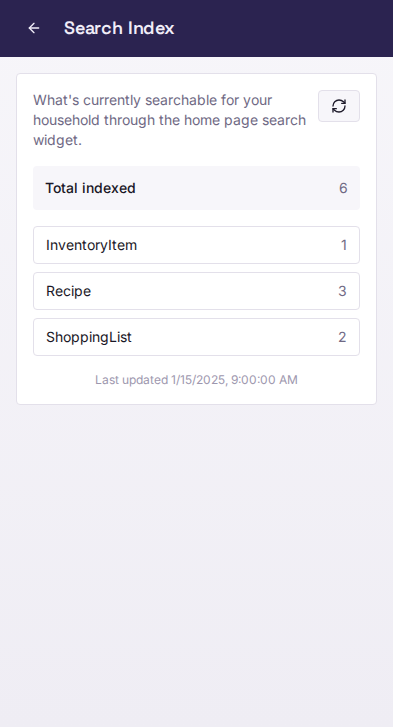 Search Index
What's currently searchable for your
household through the home page search
widget.
Total indexed 6
InventoryItem 1
Recipe 3
ShoppingList 2
Last updated 1/15/2025, 9:00:00 AM